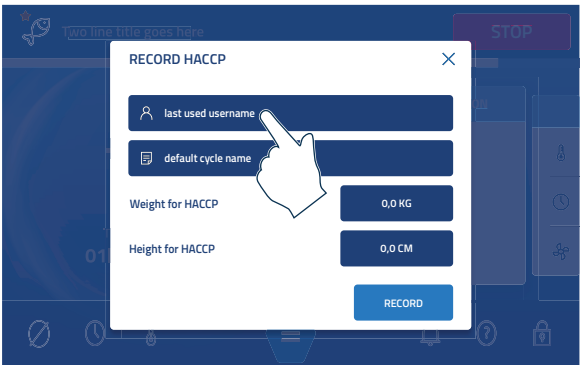 Two line title goes here
STOP
RECORD HACCP
last used username
default cycle name
Weight for HACCP
0,0 KG
Height for HACCP
0,0 CM
01
RECORD
?